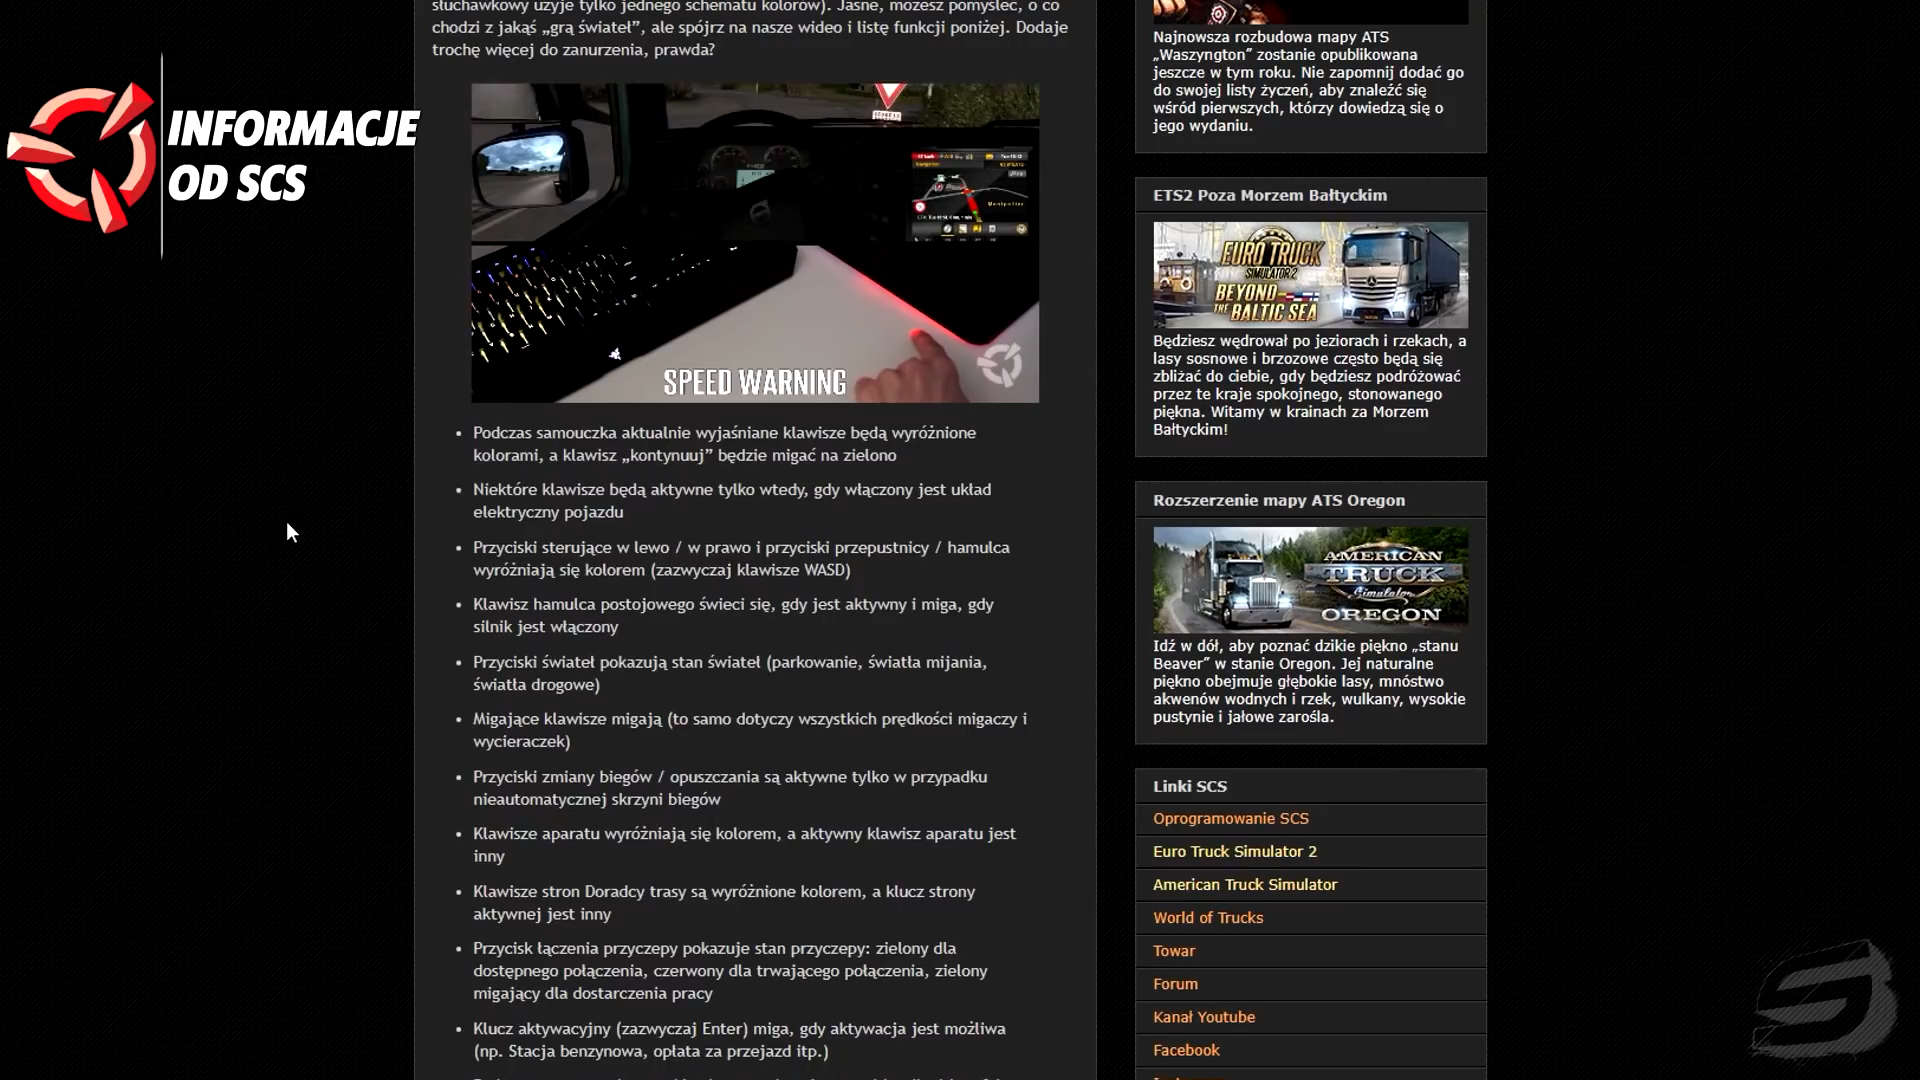 słuchawkowy użyje tylko jednego schematu kolorów). Jasne, możesz pomyśleć, o co
chodzi z jakąś „grą świateł”, ale spójrz na nasze wideo i listę funkcji poniżej. Dodaje
trochę więcej do zanurzenia, prawda?
INFORMACJE
OD SCS
SPEED WARNING
• Podczas samouczka aktualnie wyjaśniane klawisze będą wyróżnione
kolorami, a klawisz „kontynuuj” będzie migać na zielono
• Niektóre klawisze będą aktywne tylko wtedy, gdy włączony jest układ
elektryczny pojazdu
• Przyciski sterujące w lewo / w prawo i przyciski przepustnicy / hamulca
wyróżniają się kolorem (zazwyczaj klawisze WASD)
• Klawisz hamulca postojowego świeci się, gdy jest aktywny i miga, gdy
silnik jest włączony
• Przyciski świateł pokazują stan świateł (parkowanie, światła mijania,
światła drogowe)
• Migające klawisze migają (to samo dotyczy wszystkich prędkości migaczy i
wycieraczek)
• Przyciski zmiany biegów / opuszczania są aktywne tylko w przypadku
nieautomatycznej skrzyni biegów
• Klawisze aparatu wyróżniają się kolorem, a aktywny klawisz aparatu jest
inny
• Klawisze stron Doradcy trasy są wyróżnione kolorem, a klucz strony
aktywnej jest inny
• Przycisk łączenia przyczepy pokazuje stan przyczepy: zielony dla
dostępnego połączenia, czerwony dla trwającego połączenia, zielony
migający dla dostarczenia pracy
• Klucz aktywacyjny (zazwyczaj Enter) miga, gdy aktywacja jest możliwa
(np. Stacja benzynowa, opłata za przejazd itp.)
Najnowsza rozbudowa mapy ATS
„Waszyngton” zostanie opublikowana
jeszcze w tym roku. Nie zapomnij dodać go
do swojej listy życzeń, aby znaleźć się
wśród pierwszych, którzy dowiedzą się o
jego wydaniu.
ETS2 Poza Morzem Bałtyckim
EURO TRUCK
SIMULATOR 2
BEYOND
THE BALTIC SEA
Będziesz wędrował po jeziorach i rzekach, a
lasy sosnowe i brzozowe często będą się
zbliżać do ciebie, gdy będziesz podróżować
przez te kraje spokojnego, stonowanego
piękna. Witamy w krainach za Morzem
Bałtyckim!
Rozszerzenie mapy ATS Oregon
AMERICAN
TRUCK
Simulator
OREGON
Idź w dół, aby poznać dzikie piękno „stanu
Beaver” w stanie Oregon. Jej naturalne
piękno obejmuje głębokie lasy, mnóstwo
akwenów wodnych i rzek, wulkany, wysokie
pustynie i jałowe zarośla.
Linki SCS
Oprogramowanie SCS
Euro Truck Simulator 2
American Truck Simulator
World of Trucks
Towar
Forum
Kanał Youtube
Facebook